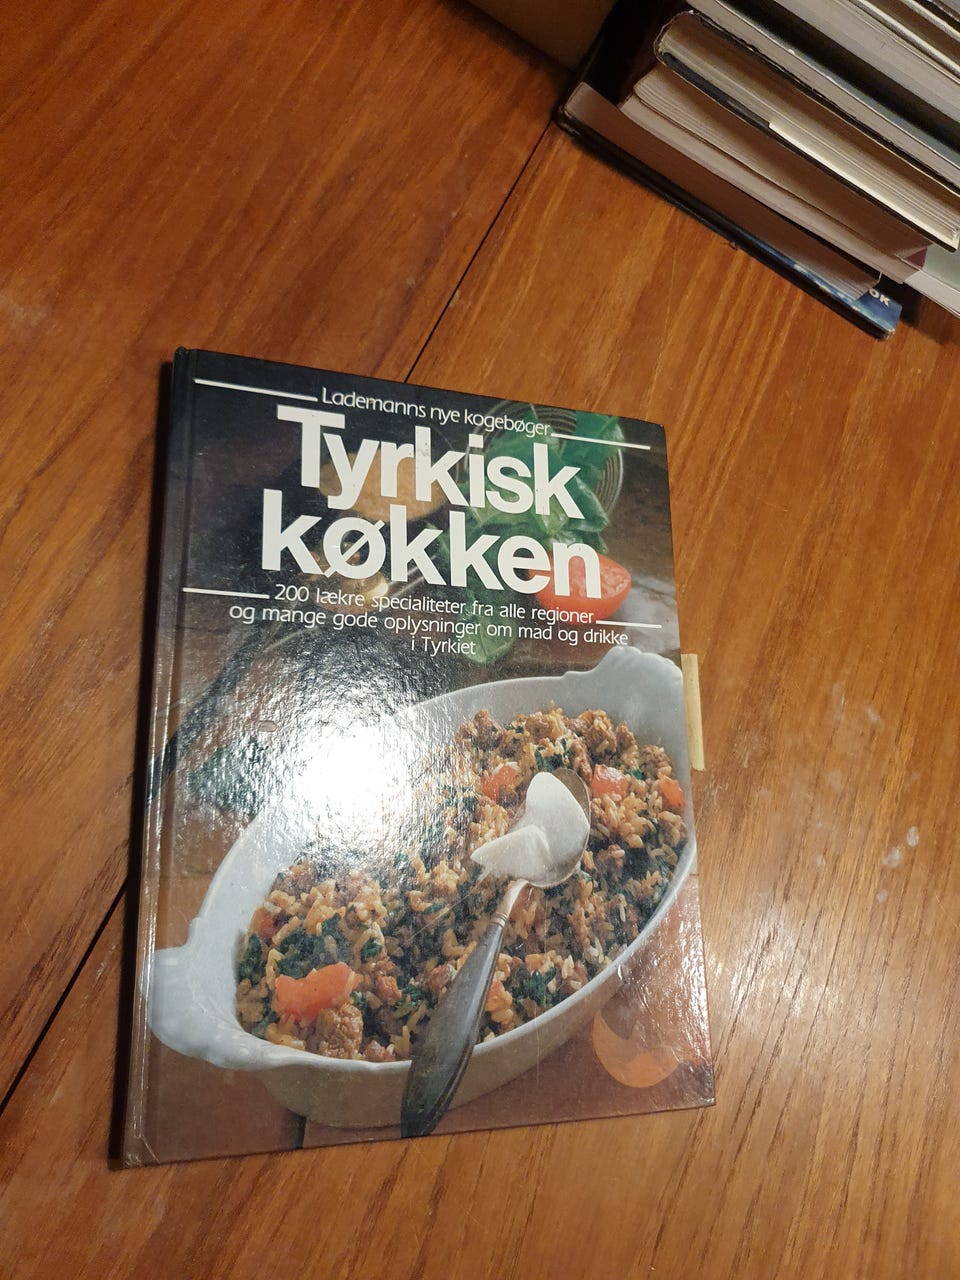 Lademanns nye kogebøger
Tyrkisk
køkken
200 lækre specialiteter fra alle regioner
og mange gode oplysninger om mad og drikke
i Tyrkiet
OK